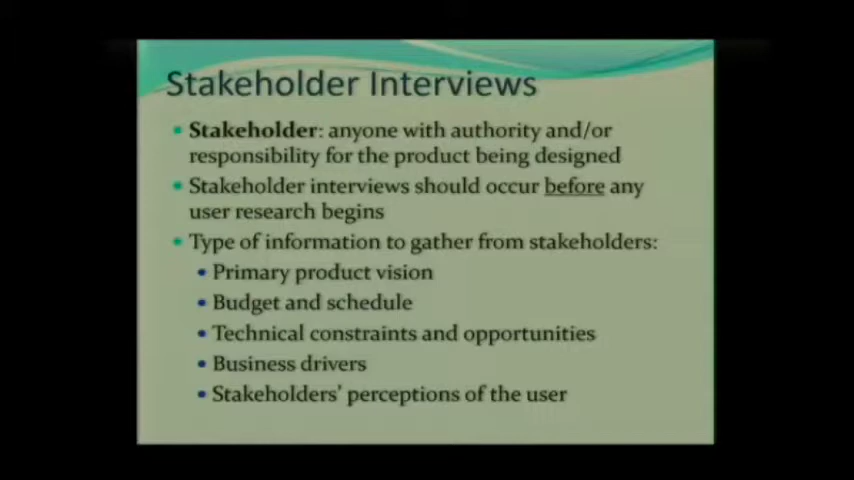 Stakeholder Interviews
Stakeholder: anyone with authority and/or
responsibility for the product being designed
Stakeholder interviews should occur before any
user research begins
Type of information to gather from stakeholders:
Primary product vision
Budget and schedule
Technical constraints and opportunities
Business drivers
Stakeholders' perceptions of the user